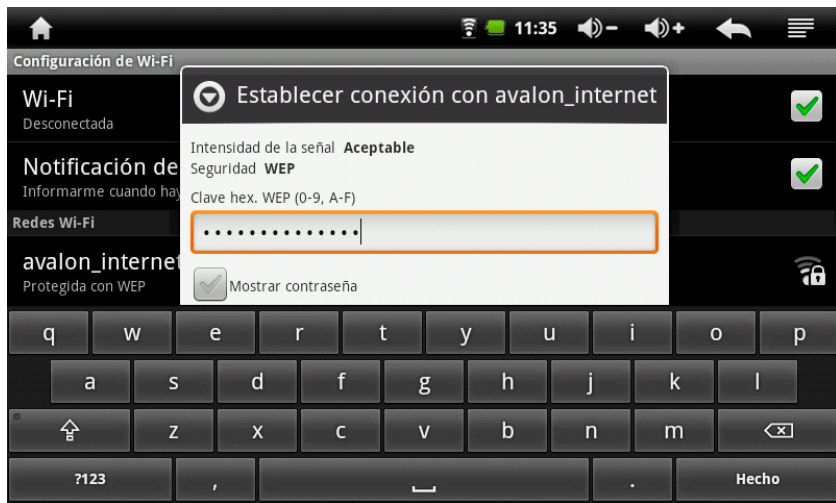 11:35
Configuración de Wi-Fi
Wi-Fi
Desconectada
Notificación de
Informarme cuando hay
Redes Wi-Fi
avalon_internet
Protegida con WEP
Establecer conexión con avalon_internet
Intensidad de la señal Aceptable
Seguridad WEP
Clave hex. WEP (0-9, A-F)
••••••••••••••
Mostrar contraseña
q w e r t y u i o p
a s d f g h j k l
z x c v b n m
?123 , . Hecho